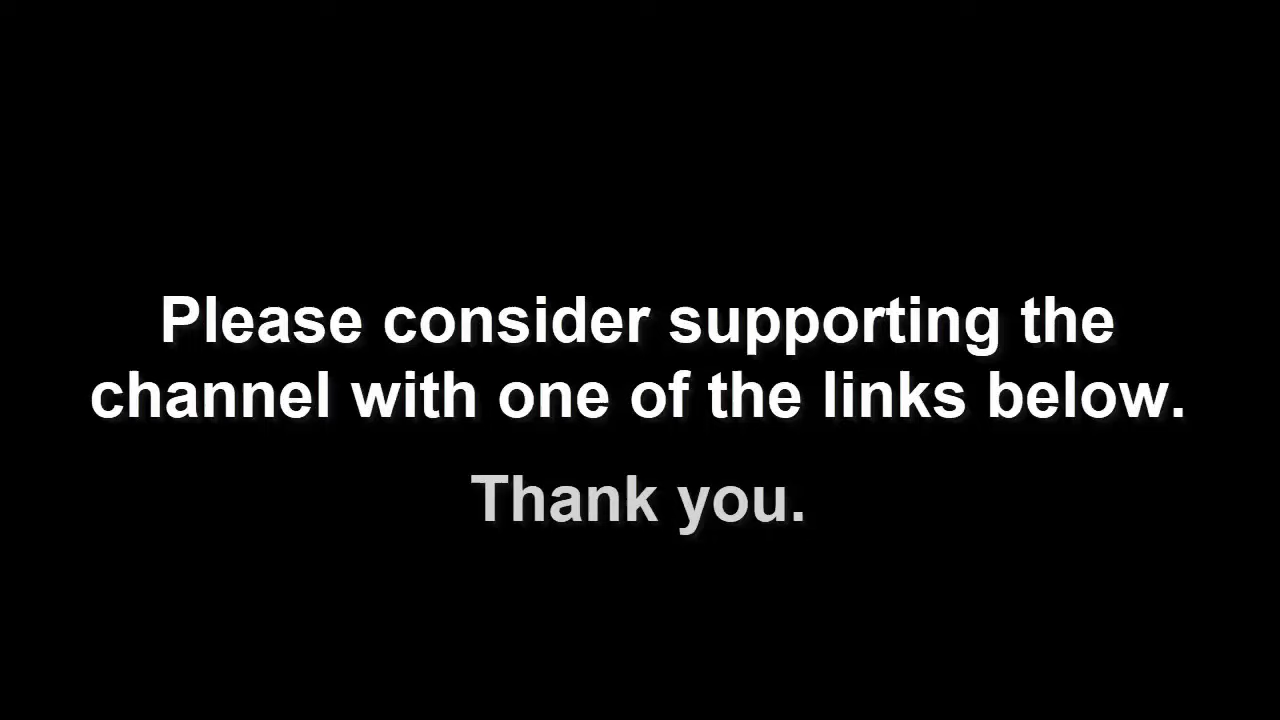 Please consider supporting the
channel with one of the links below.
Thank you.